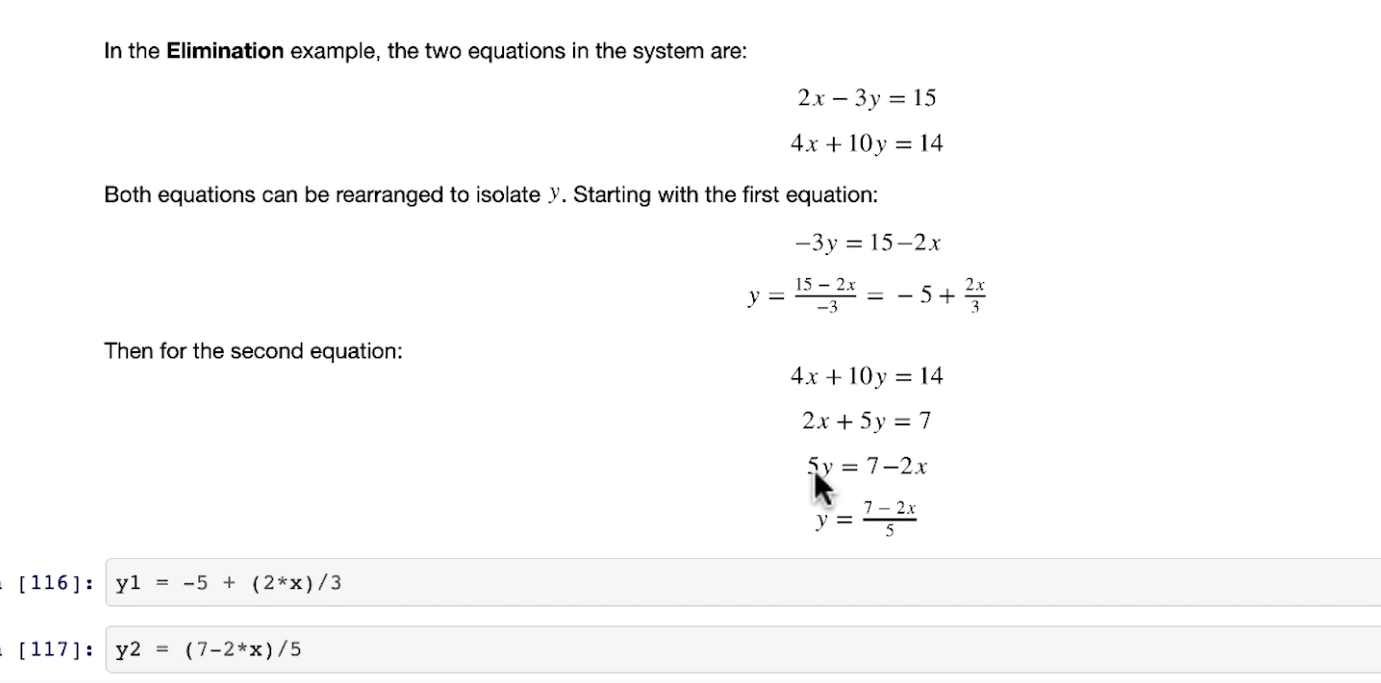 In the Elimination example, the two equations in the system are:
2x − 3y = 15
4x + 10y = 14
Both equations can be rearranged to isolate y. Starting with the first equation:
−3y = 15−2x
y = \frac{15 − 2x}{−3} = − 5 + \frac{2x}{3}
Then for the second equation:
4x + 10y = 14
2x + 5y = 7
5y = 7−2x
y = \frac{7 − 2x}{5}
[116]: y1 = -5 + (2*x)/3
[117]: y2 = (7-2*x)/5